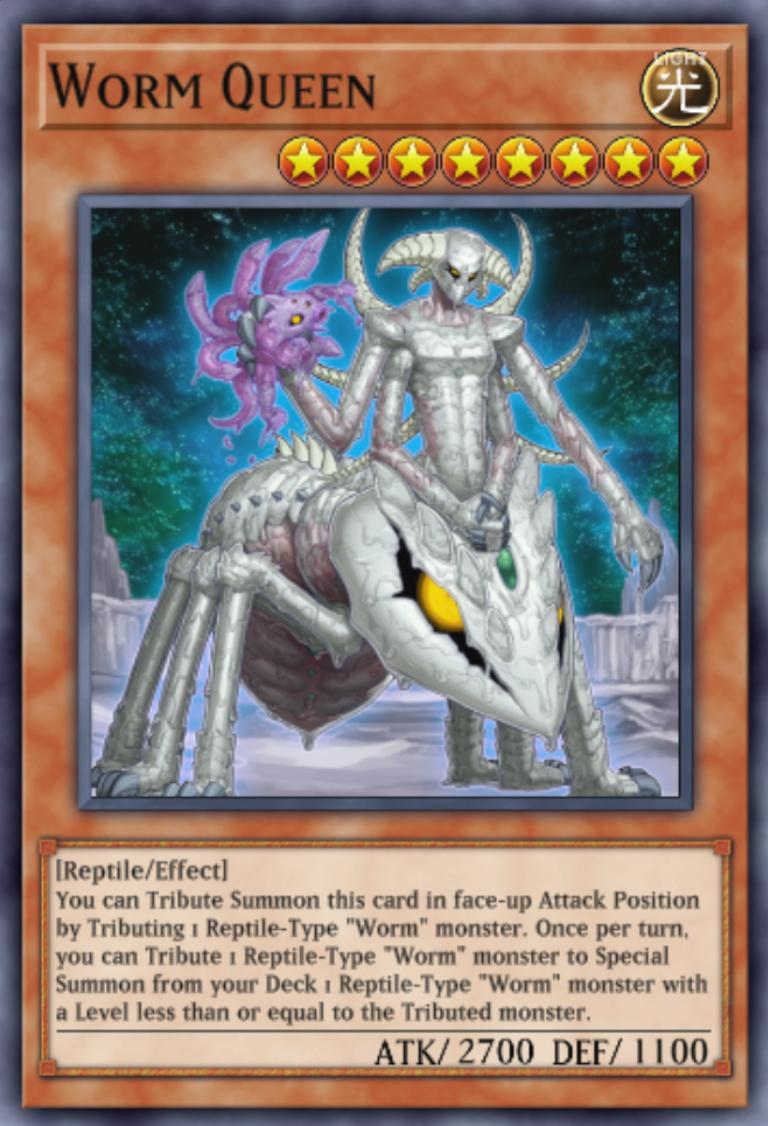 WORM QUEEN
LIGHT
光
[Reptile/Effect]
You can Tribute Summon this card in face-up Attack Position
by Tributing 1 Reptile-Type "Worm" monster. Once per turn,
you can Tribute 1 Reptile-Type "Worm" monster to Special
Summon from your Deck 1 Reptile-Type "Worm" monster with
a Level less than or equal to the Tributed monster.
ATK/ 2700 DEF/ 1100